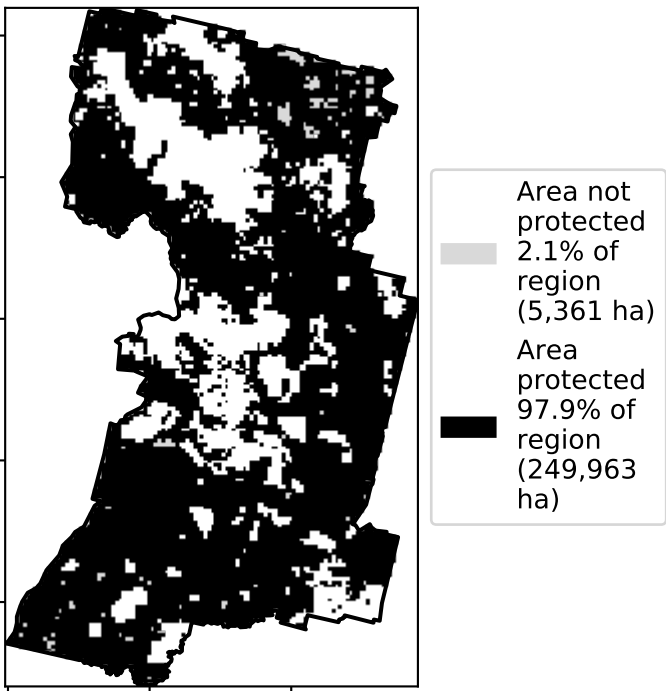 Area not
protected
2.1% of
region
(5,361 ha)
Area
protected
97.9% of
region
(249,963
ha)